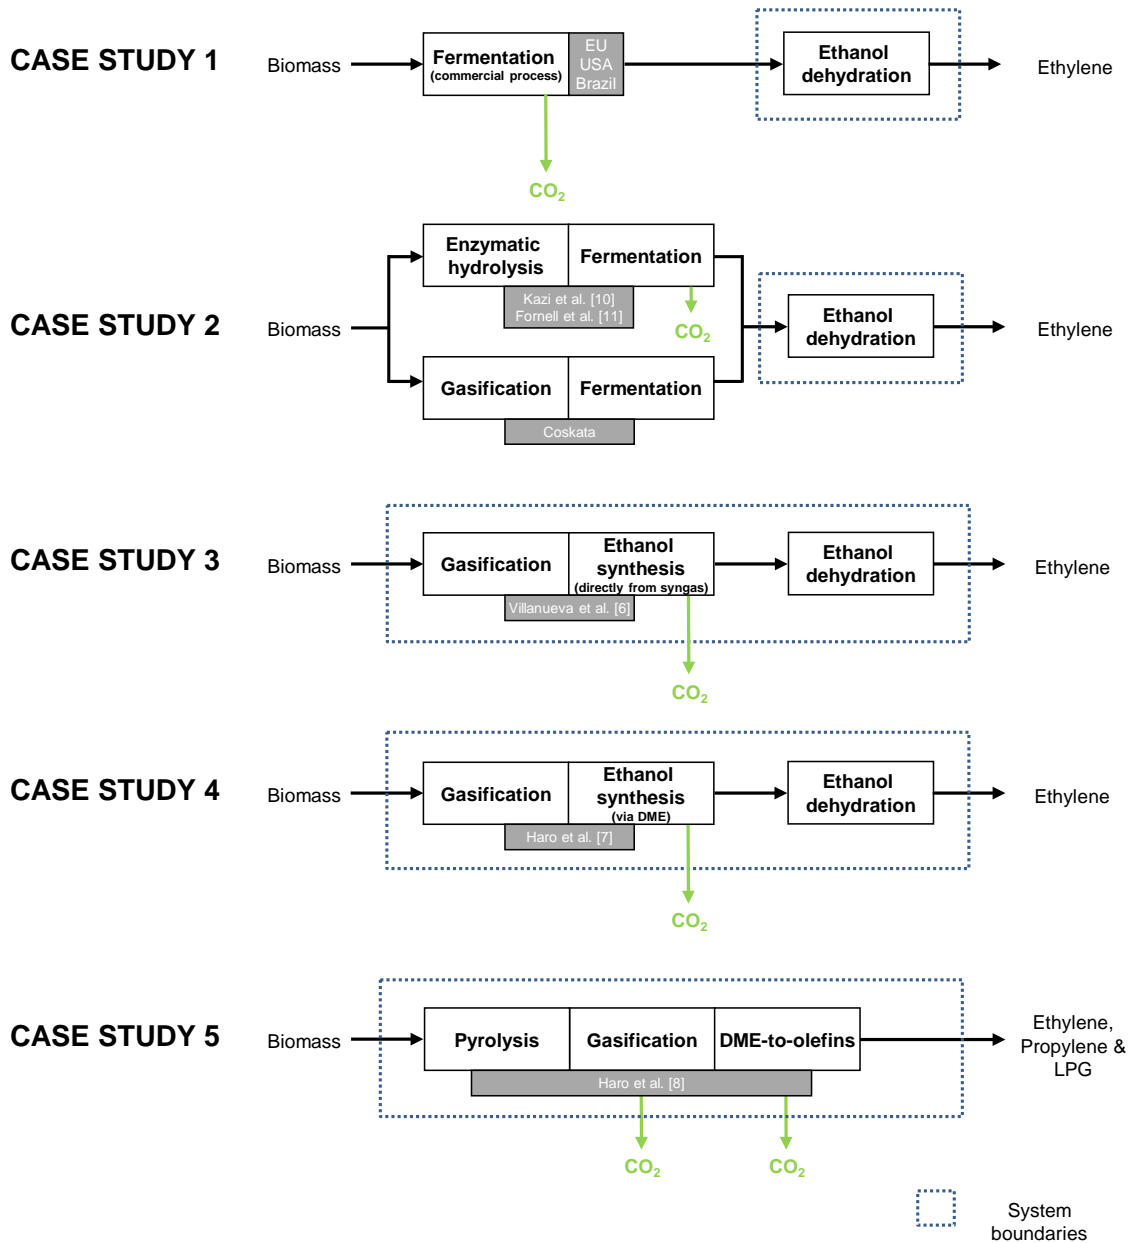 CASE STUDY 1
Biomass
Fermentation
(commercial process)
EU
USA
Brazil
Ethanol
dehydration
Ethylene
CO₂
CASE STUDY 2
Biomass
Enzymatic
hydrolysis
Fermentation
Kazi et al. [10]
Fornell et al. [11]
CO₂
Gasification
Fermentation
Coskata
Ethanol
dehydration
Ethylene
CASE STUDY 3
Biomass
Gasification
Ethanol
synthesis
(directly from syngas)
Villanueva et al. [6]
Ethanol
dehydration
Ethylene
CO₂
CASE STUDY 4
Biomass
Gasification
Ethanol
synthesis
(via DME)
Haro et al. [7]
Ethanol
dehydration
Ethylene
CO₂
CASE STUDY 5
Biomass
Pyrolysis
Gasification
DME-to-olefins
Haro et al. [8]
Ethylene,
Propylene &
LPG
CO₂
CO₂
System
boundaries